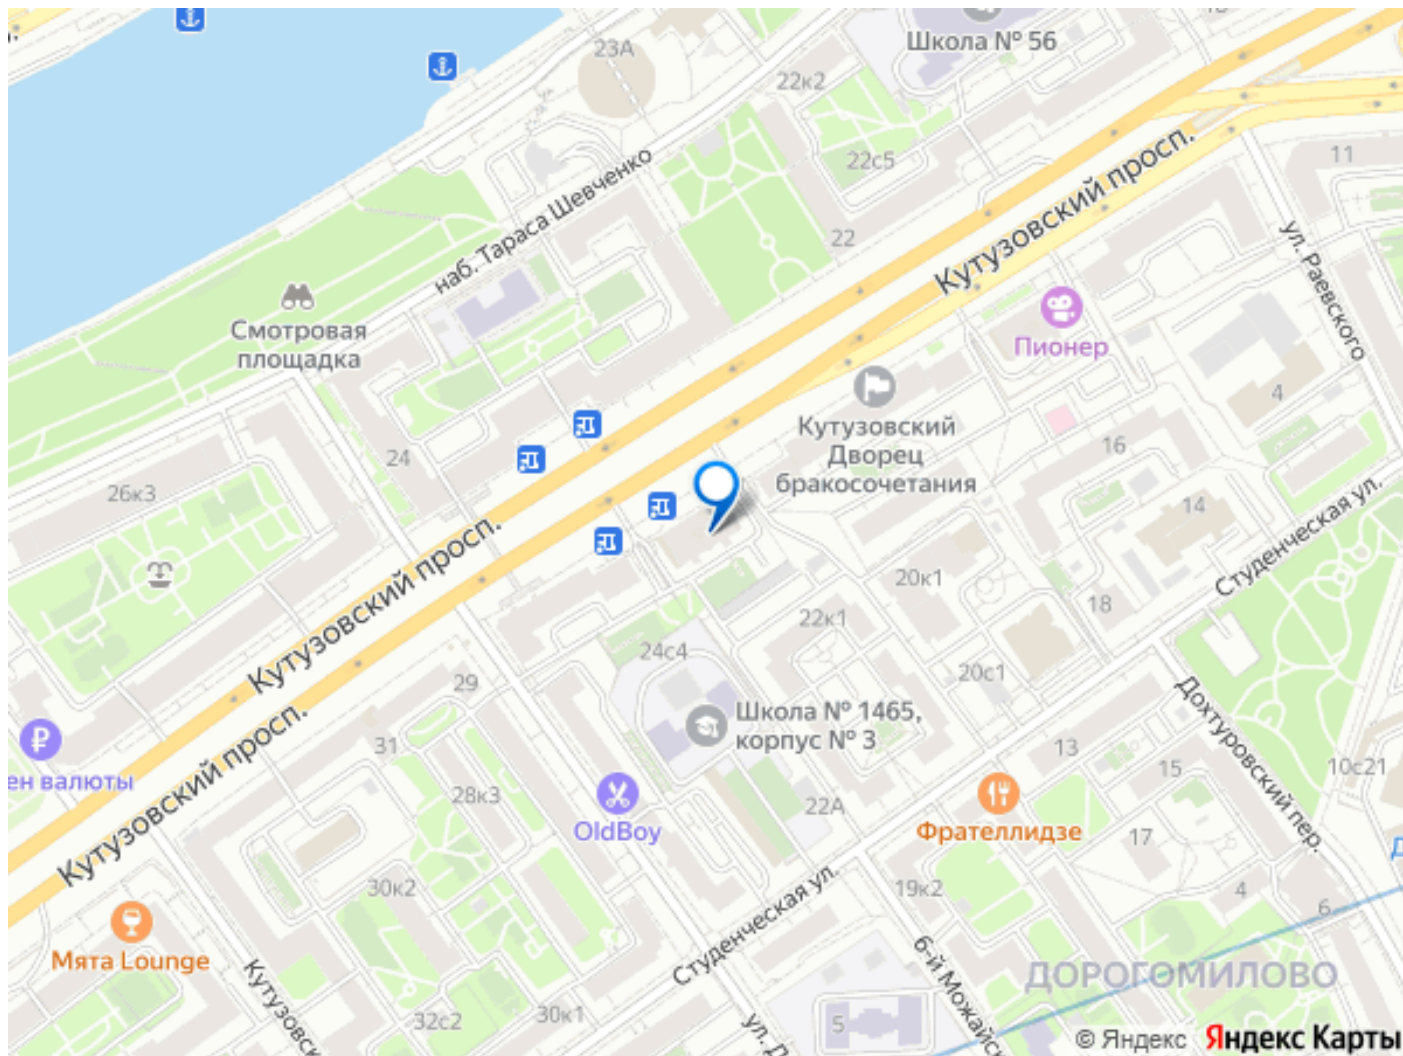 23А
Школа № 56
22к2
22с5
11
наб. Тараса Шевченко
Кутузовский просп.
22
ул. Раевского
Смотровая
площадка
Пионер
4
Кутузовский
Дворец
бракосочетания
16
24
26к3
14
Студенческая ул.
Кутузовский просп.
20к1
18
22к1
24с4
20с1
29
Школа № 1465,
корпус № 3
Дохтуровский пер.
31
13
15
10с21
ен валюты
Кутузовский просп.
28к3
OldBoy
22А
Фрателлидзе
17
30к2
19к2
4
6
Студенческая ул.
Мята Lounge
Кутузовск
6-й Можайск
ДОРОГОМИЛОВО
32с2
30к1
5
ул. Д
© Яндекс Яндекс Карты